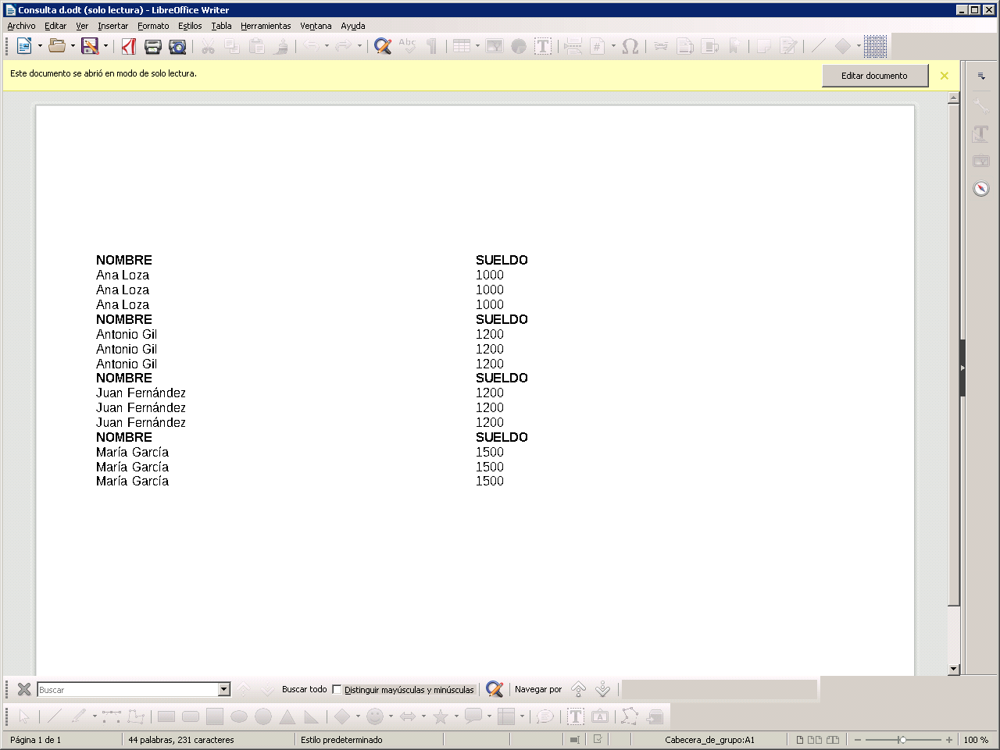 Consulta d.odt (solo lectura) - LibreOffice Writer
Archivo Editar Ver Insertar Formato Estilos Tabla Herramientas Ventana Ayuda
Abc
Este documento se abrió en modo de solo lectura.
Editar documento
NOMBRE SUELDO
Ana Loza 1000
Ana Loza 1000
Ana Loza 1000
NOMBRE SUELDO
Antonio Gil 1200
Antonio Gil 1200
Antonio Gil 1200
NOMBRE SUELDO
Juan Fernández 1200
Juan Fernández 1200
Juan Fernández 1200
NOMBRE SUELDO
María García 1500
María García 1500
María García 1500
Buscar Buscar todo Distinguir mayúsculas y minúsculas Navegar por
Página 1 de 1 44 palabras, 231 caracteres Estilo predeterminado Cabecera_de_grupo:A1 100 %